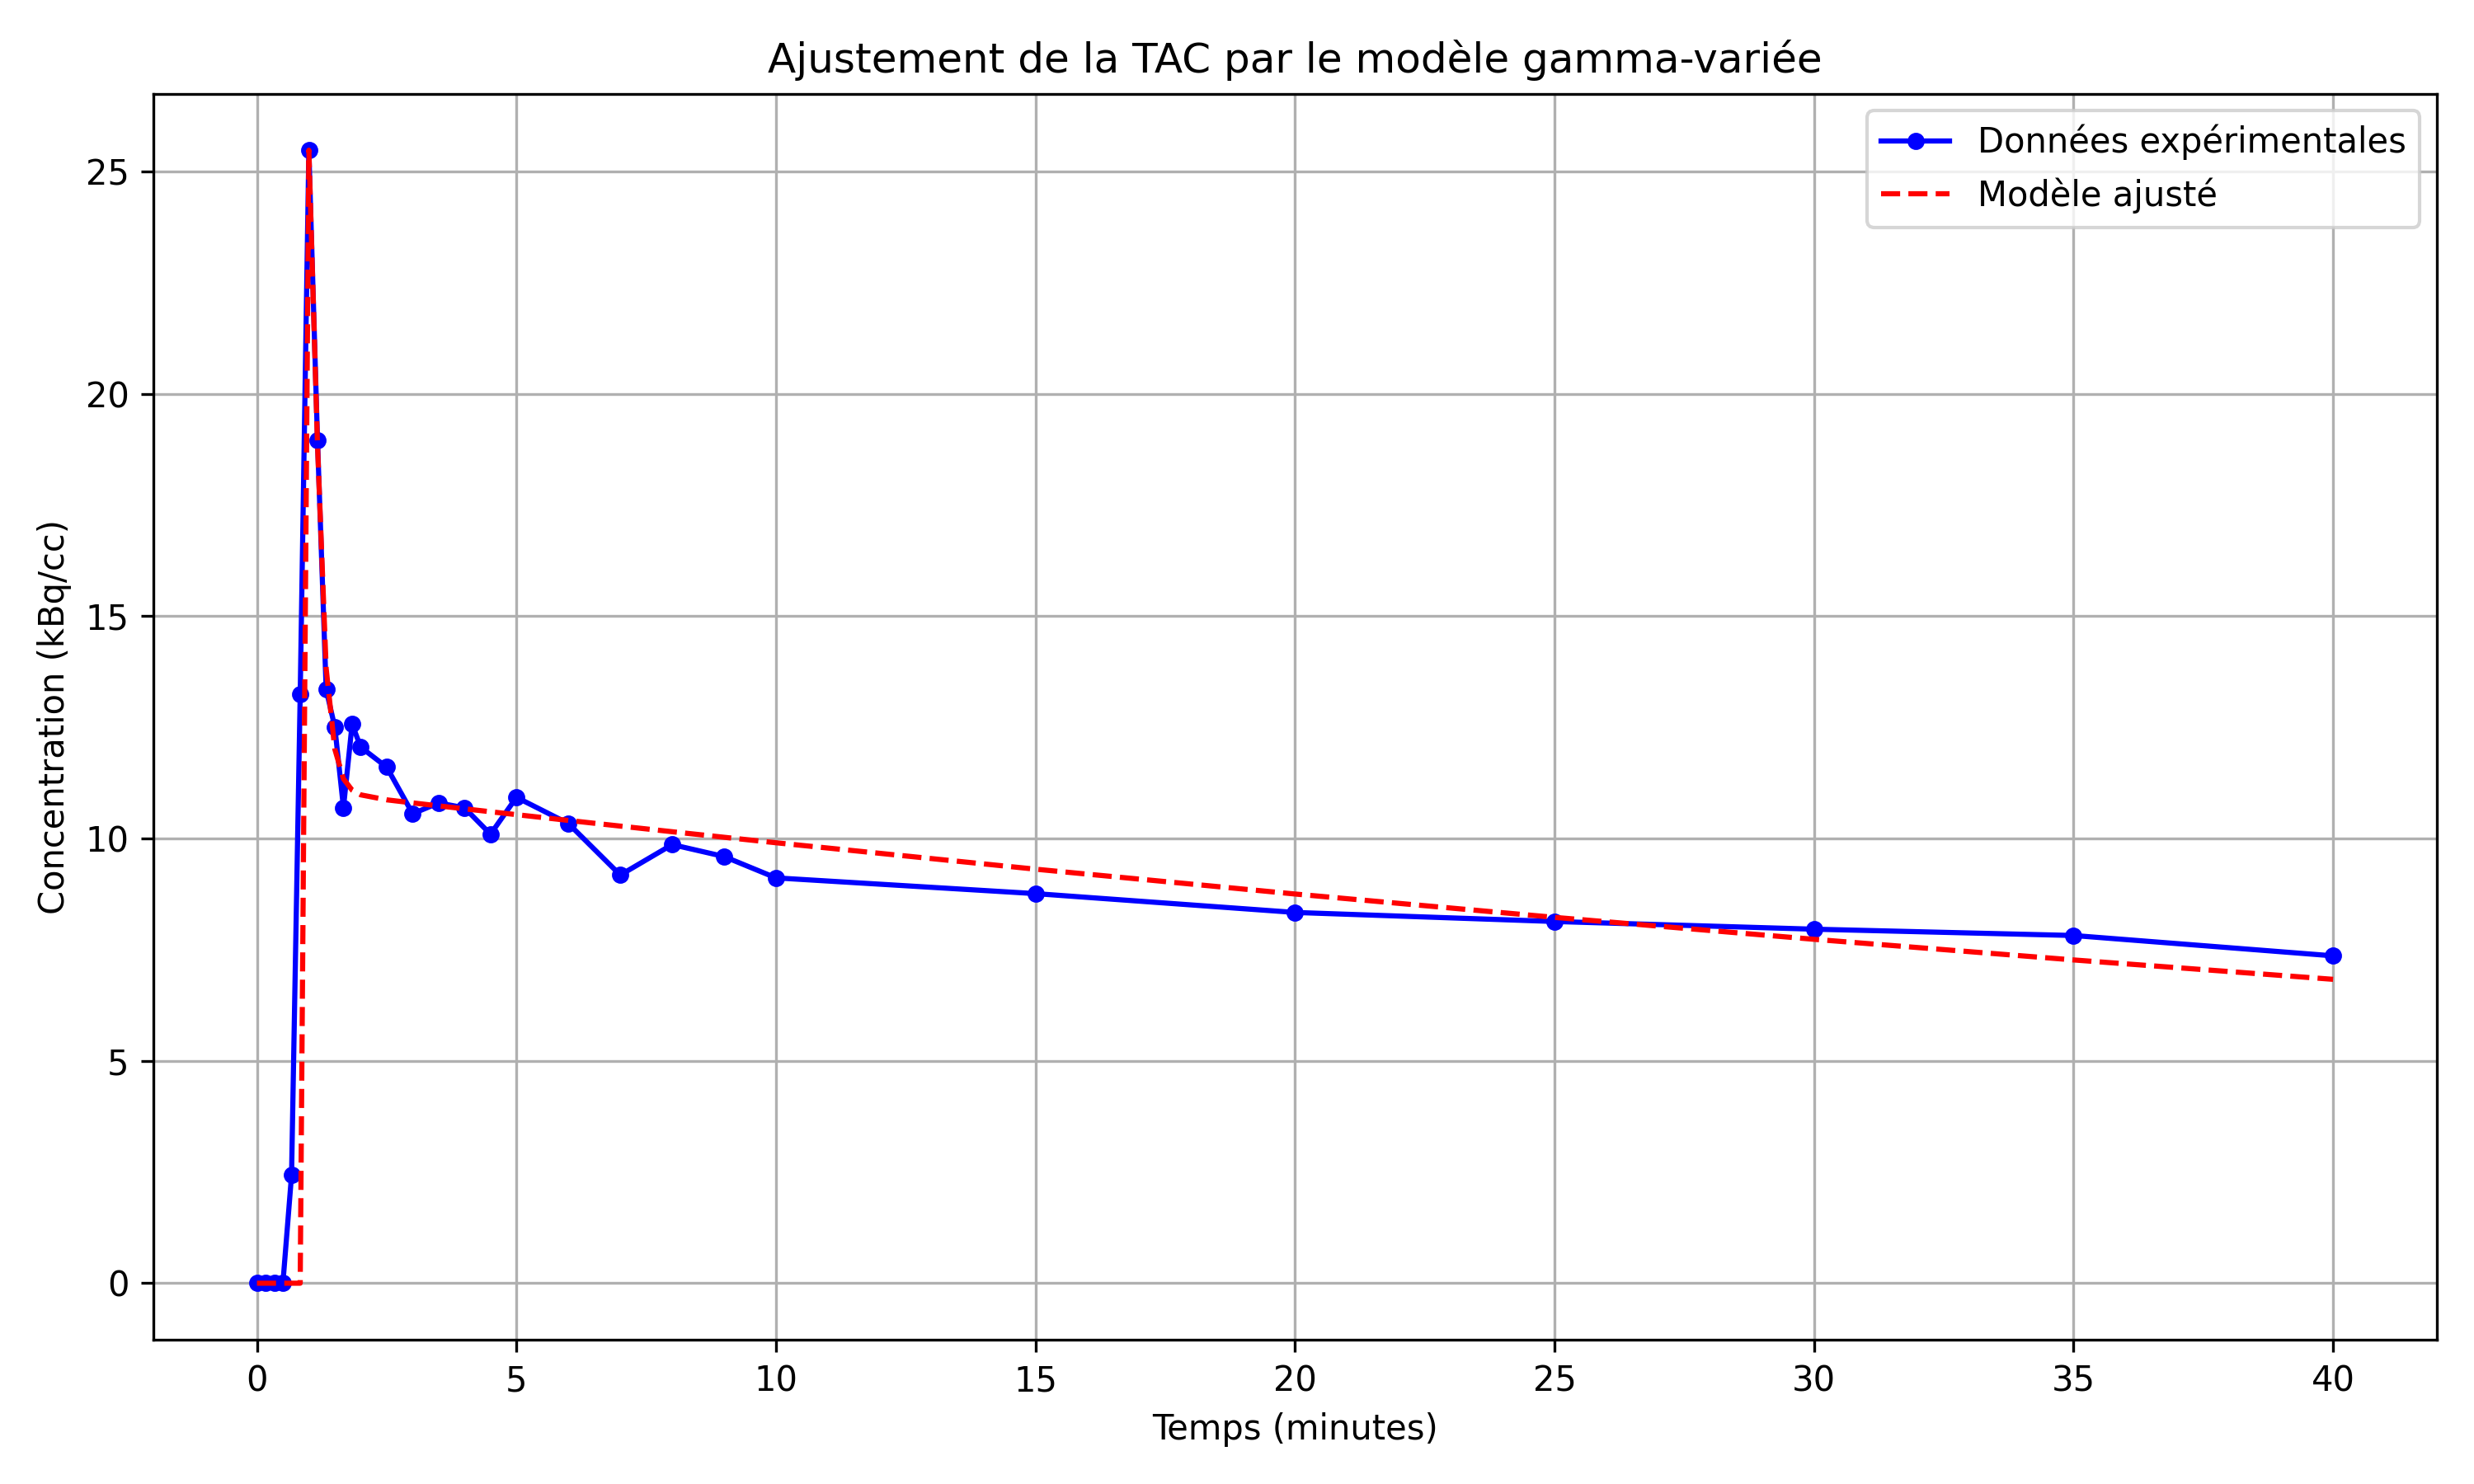 Ajustement de la TAC par le modèle gamma-variée
Données expérimentales
Modèle ajusté
Concentration (kBq/cc)
25
20
15
10
5
0
0 5 10 15 20 25 30 35 40
Temps (minutes)